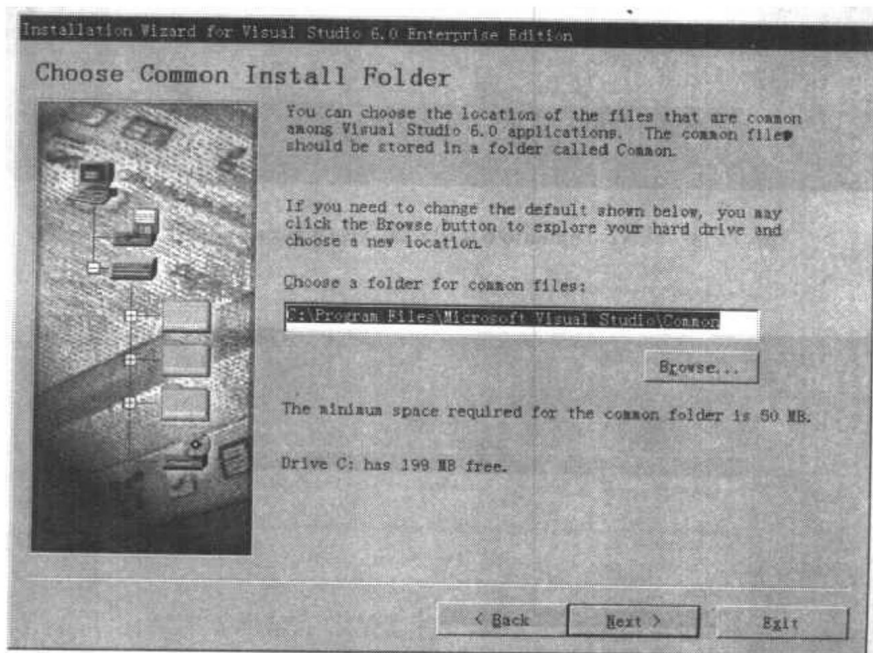 Installation Wizard for Visual Studio 6.0 Enterprise Edition
Choose Common Install Folder
You can choose the location of the files that are common
among Visual Studio 6.0 applications. The common files
should be stored in a folder called Common.
If you need to change the default shown below, you may
click the Browse button to explore your hard drive and
choose a new location.
Choose a folder for common files:
C:\Program Files\Microsoft Visual Studio\Common
Browse...
The minimum space required for the common folder is 50 MB.
Drive C: has 199 MB free.
< Back
Next >
Exit